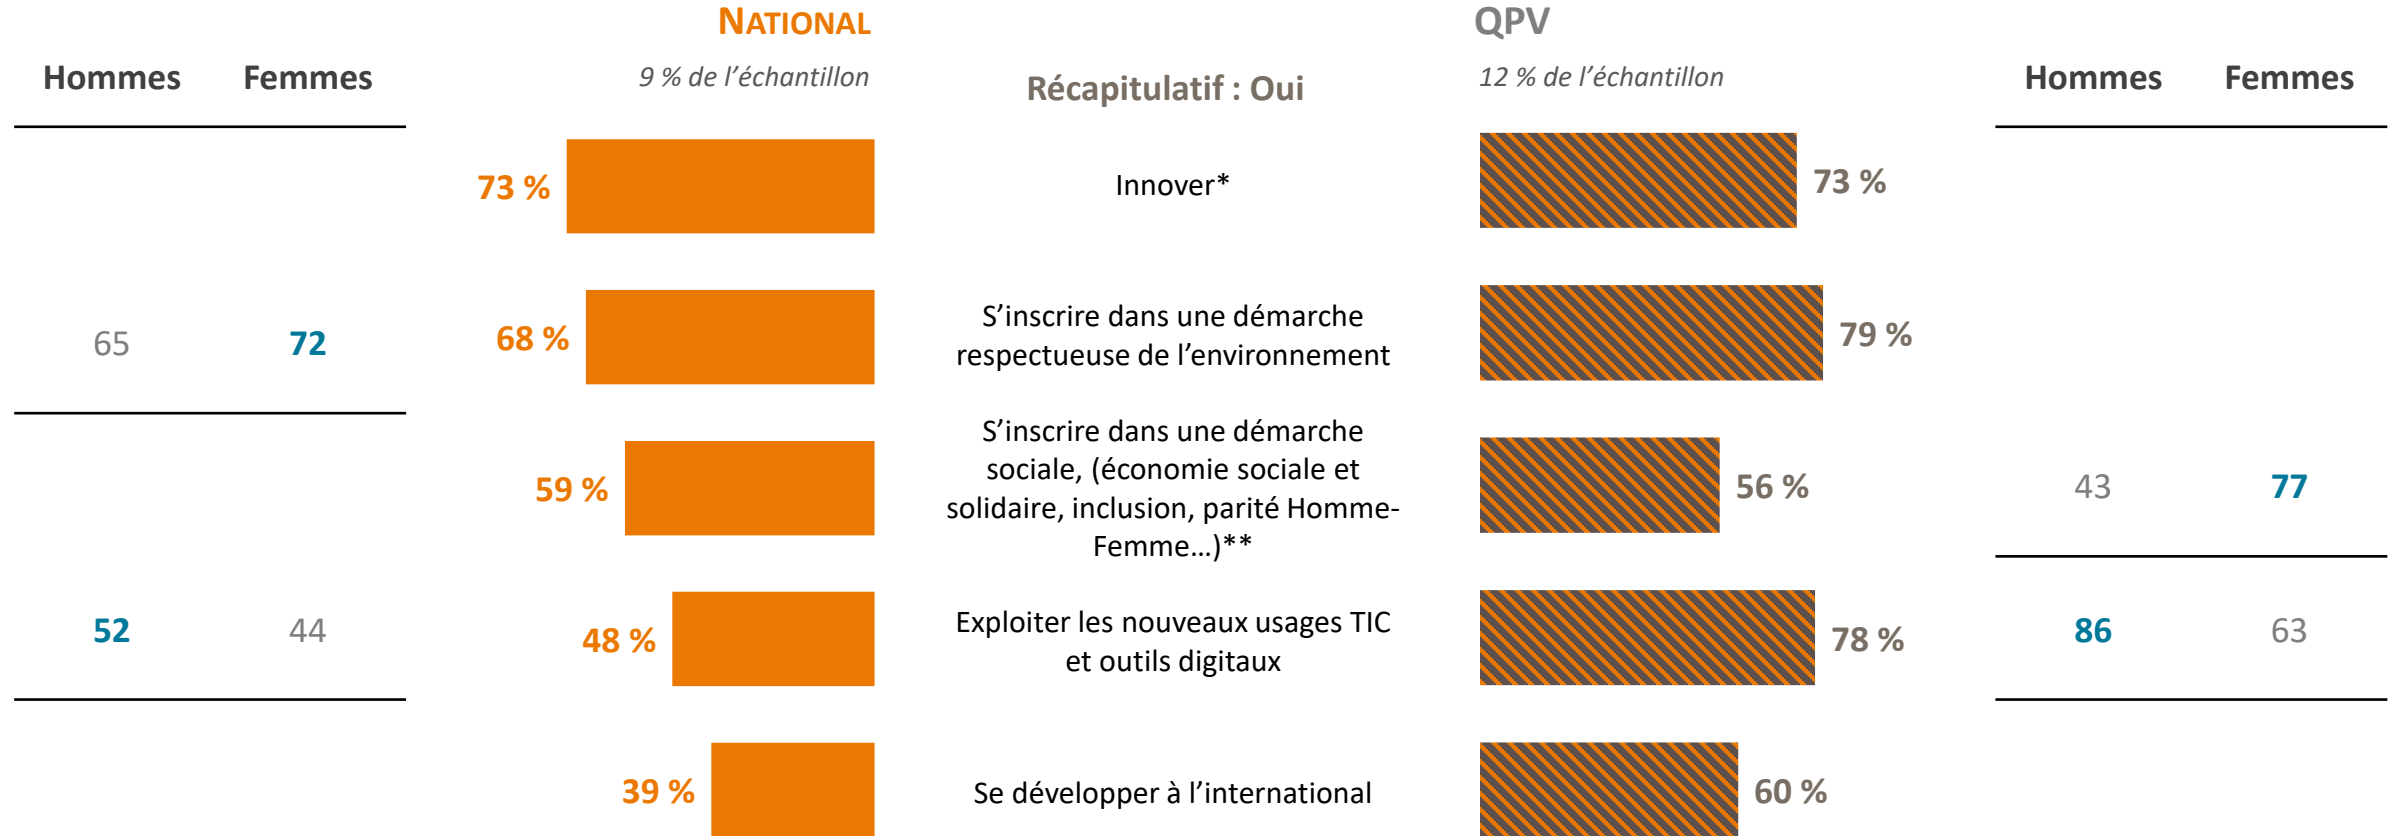 NATIONAL
QPV
Hommes Femmes
9 % de l’échantillon
Récapitulatif : Oui
12 % de l’échantillon
Hommes Femmes
73 %
Innover*
73 %
65 72
68 %
S’inscrire dans une démarche
respectueuse de l’environnement
79 %
59 %
S’inscrire dans une démarche
sociale, (économie sociale et
solidaire, inclusion, parité Homme-
Femme…)**
56 %
43 77
52 44
48 %
Exploiter les nouveaux usages TIC
et outils digitaux
78 %
86 63
39 %
Se développer à l’international
60 %